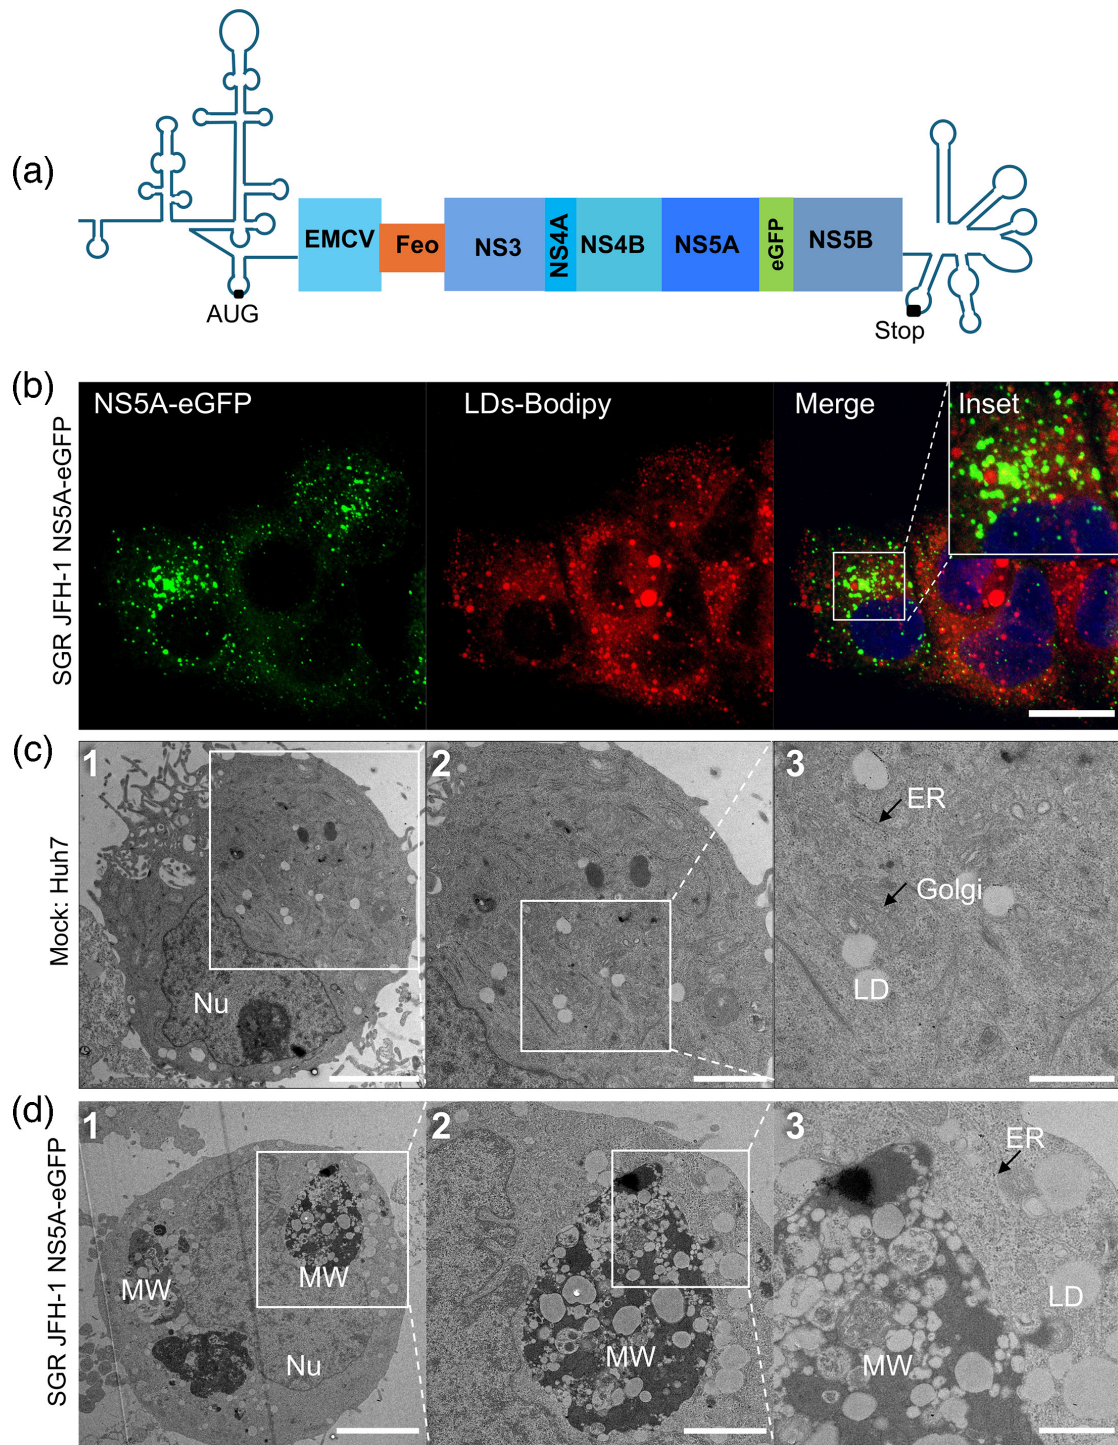 (a)
EMCV
Feo
NS3
NS4A
NS4B
NS5A
eGFP
NS5B
AUG
Stop
(b)
SGR JFH-1 NS5A-eGFP
NS5A-eGFP
LDs-Bodipy
Merge
Inset
(c)
Mock: Huh7
1
Nu
2
3
ER
Golgi
LD
(d)
SGR JFH-1 NS5A-eGFP
1
MW
MW
Nu
2
MW
3
ER
LD
MW